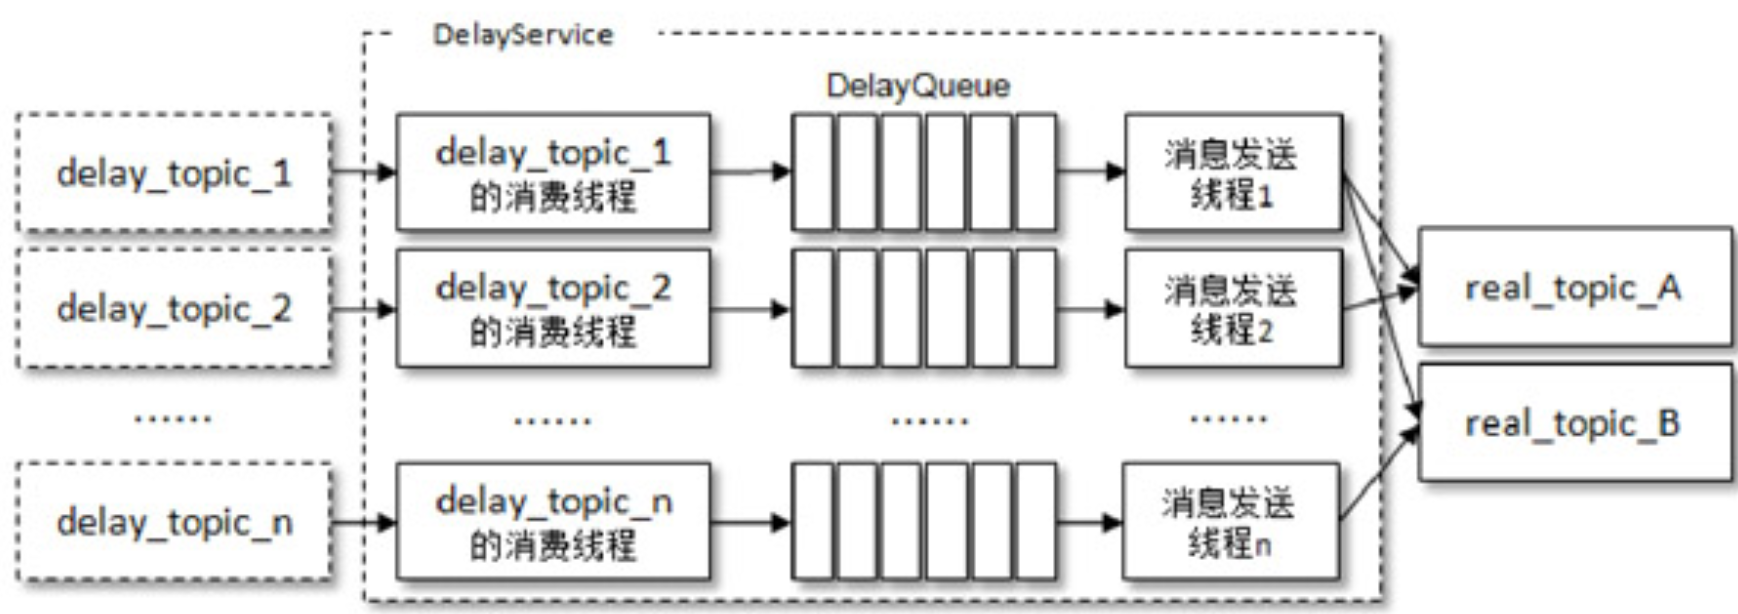 DelayService
DelayQueue
delay_topic_1
delay_topic_1
的消费线程
消息发送
线程1
delay_topic_2
delay_topic_2
的消费线程
消息发送
线程2
real_topic_A
real_topic_B
......
......
......
......
delay_topic_n
delay_topic_n
的消费线程
消息发送
线程n